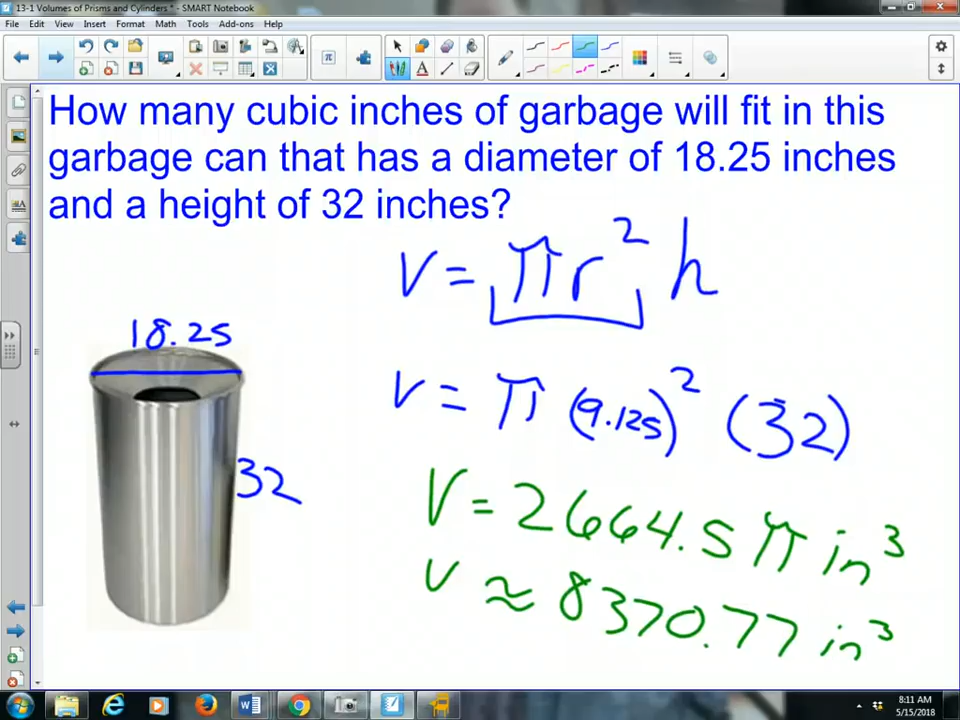 13-1 Volumes of Prisms and Cylinders * - SMART Notebook
File Edit View Insert Format Math Tools Add-ons Help
How many cubic inches of garbage will fit in this
garbage can that has a diameter of 18.25 inches
and a height of 32 inches?
V = πr² h
18.25
V = π (9.125)² (32)
32
V = 2664.5 π in³
V ≈ 8370.77 in³
8:11 AM
5/15/2018